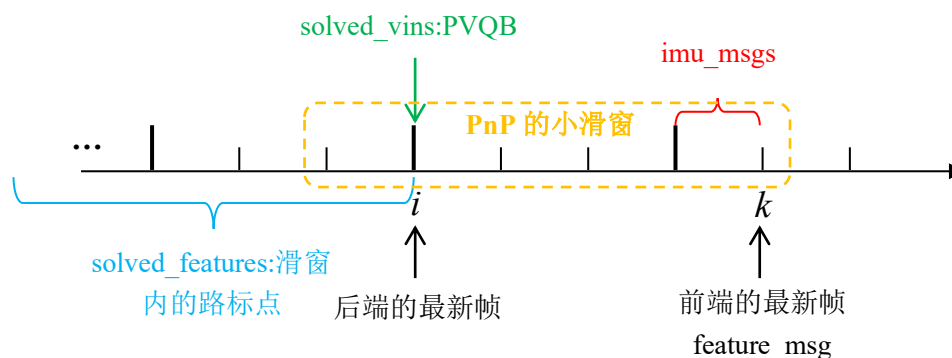 solved_vins:PVQB
imu_msgs
PnP 的小滑窗
...
i
k
solved_features:滑窗
内的路标点
后端的最新帧
前端的最新帧
feature_msg